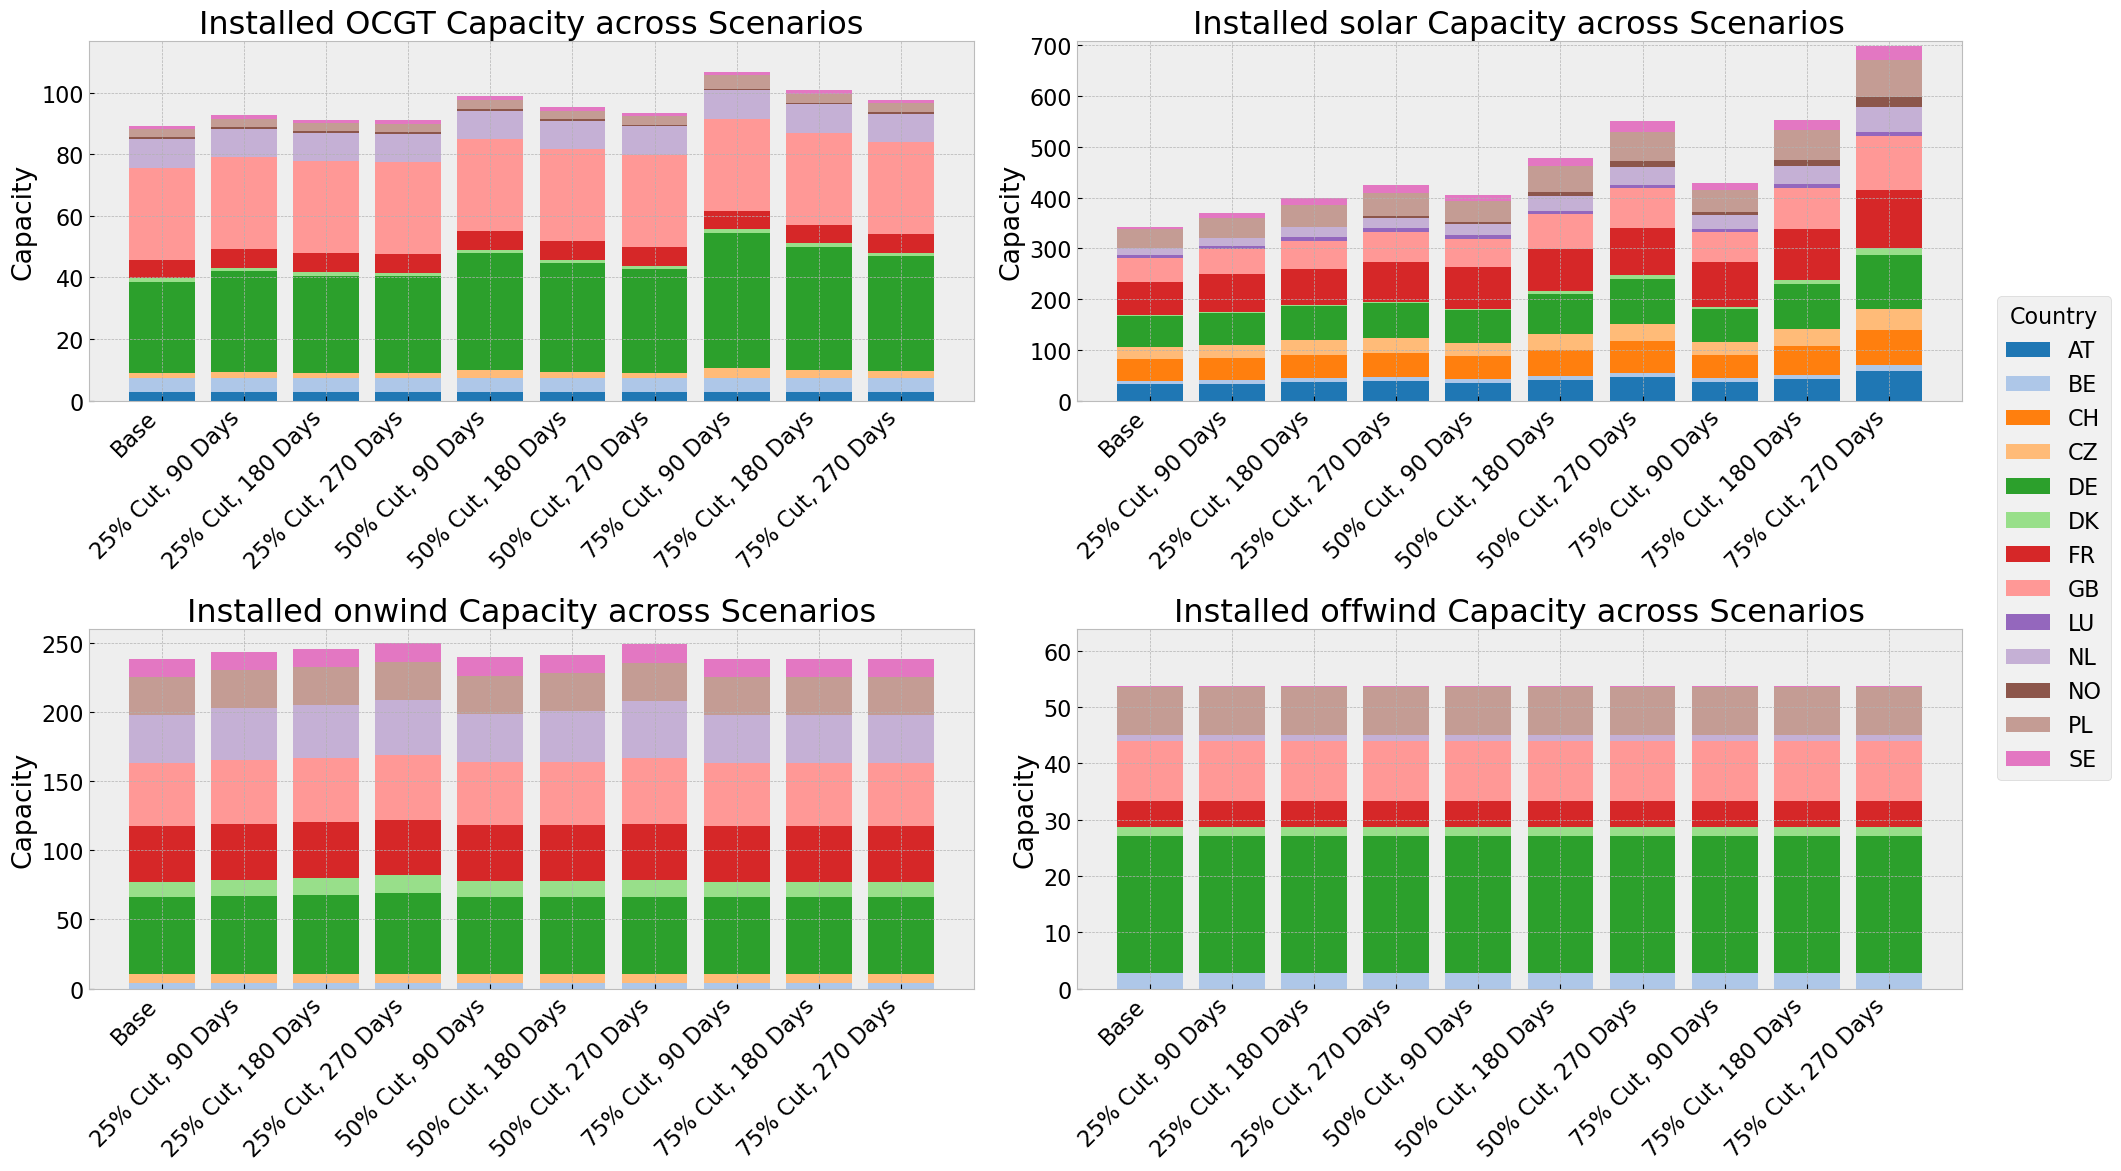 Installed OCGT Capacity across Scenarios
Capacity
100
80
60
40
20
0
Base
25% Cut, 90 Days
25% Cut, 180 Days
25% Cut, 270 Days
50% Cut, 90 Days
50% Cut, 180 Days
50% Cut, 270 Days
75% Cut, 90 Days
75% Cut, 180 Days
75% Cut, 270 Days
Installed solar Capacity across Scenarios
Capacity
700
600
500
400
300
200
100
0
Base
25% Cut, 90 Days
25% Cut, 180 Days
25% Cut, 270 Days
50% Cut, 90 Days
50% Cut, 180 Days
50% Cut, 270 Days
75% Cut, 90 Days
75% Cut, 180 Days
75% Cut, 270 Days
Installed onwind Capacity across Scenarios
Capacity
250
200
150
100
50
0
Base
25% Cut, 90 Days
25% Cut, 180 Days
25% Cut, 270 Days
50% Cut, 90 Days
50% Cut, 180 Days
50% Cut, 270 Days
75% Cut, 90 Days
75% Cut, 180 Days
75% Cut, 270 Days
Installed offwind Capacity across Scenarios
Capacity
60
50
40
30
20
10
0
Base
25% Cut, 90 Days
25% Cut, 180 Days
25% Cut, 270 Days
50% Cut, 90 Days
50% Cut, 180 Days
50% Cut, 270 Days
75% Cut, 90 Days
75% Cut, 180 Days
75% Cut, 270 Days
Country
AT
BE
CH
CZ
DE
DK
FR
GB
LU
NL
NO
PL
SE